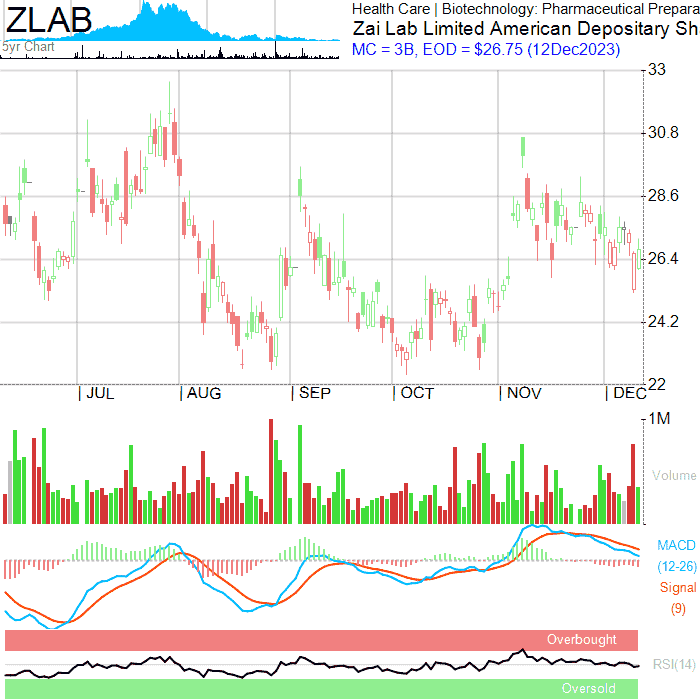 ZLAB
5yr Chart
Health Care | Biotechnology: Pharmaceutical Prepara
Zai Lab Limited American Depositary Sh
MC = 3B, EOD = $26.75 (12Dec2023)
33
30.8
28.6
26.4
24.2
22
| JUL | AUG | SEP | OCT | NOV | DEC
1M
Volume
MACD
(12-26)
Signal
(9)
Overbought
RSI(14)
Oversold